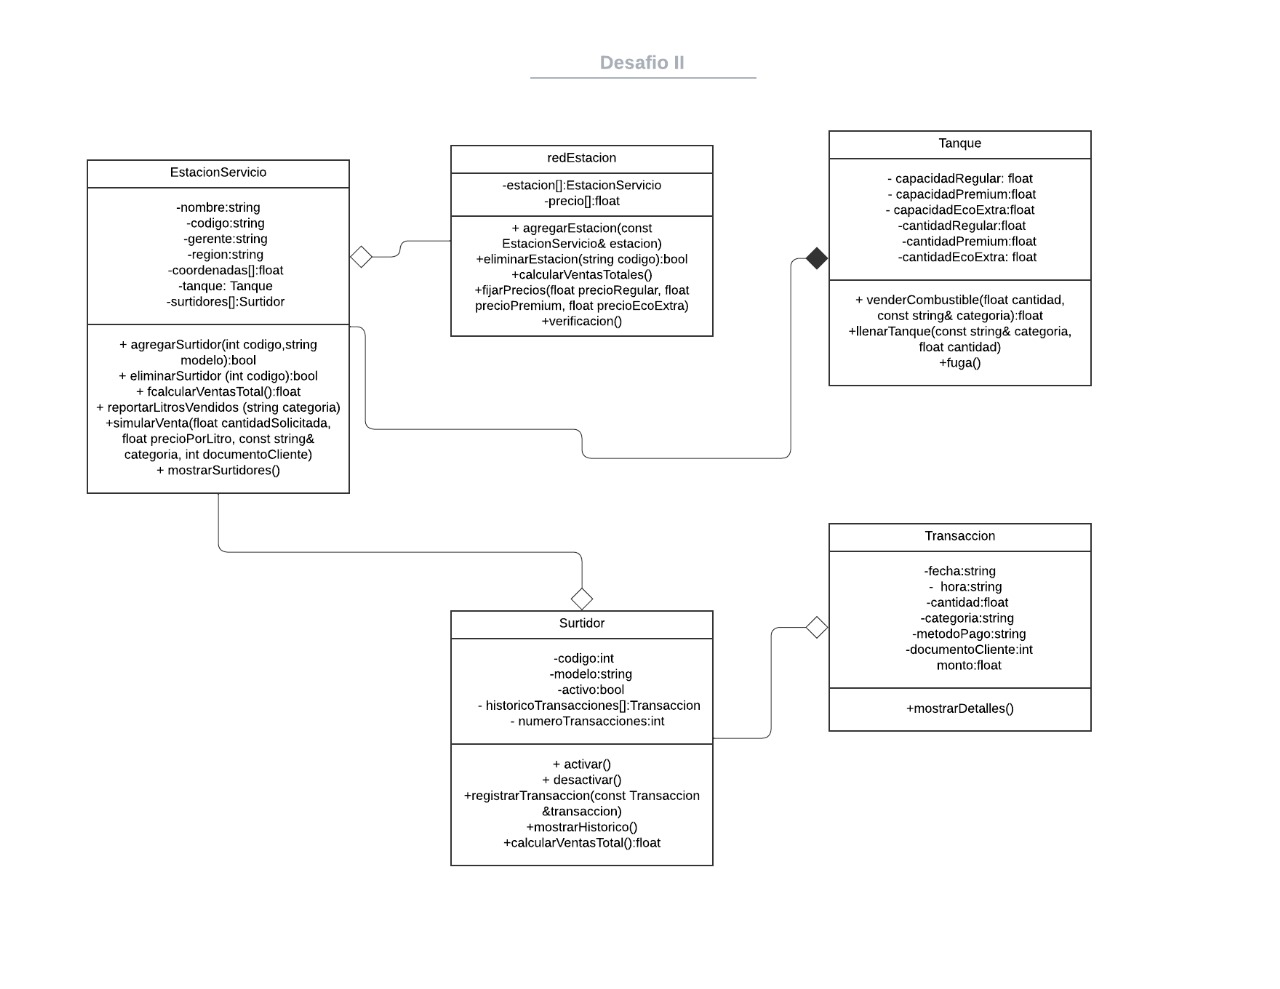 Desafio II
EstacionServicio
-nombre:string
-codigo:string
-gerente:string
-region:string
-coordenadas[]:float
-tanque: Tanque
-surtidores[]:Surtidor
+ agregarSurtidor(int codigo,string
modelo):bool
+ eliminarSurtidor (int codigo):bool
+ fcalcularVentasTotal():float
+ reportarLitrosVendidos (string categoria)
+simularVenta(float cantidadSolicitada,
float precioPorLitro, const string&
categoria, int documentoCliente)
+ mostrarSurtidores()
redEstacion
-estacion[]:EstacionServicio
-precio[]:float
+ agregarEstacion(const
EstacionServicio& estacion)
+eliminarEstacion(string codigo):bool
+calcularVentasTotales()
+fijarPrecios(float precioRegular, float
precioPremium, float precioEcoExtra)
+verificacion()
Tanque
- capacidadRegular: float
- capacidadPremium:float
- capacidadEcoExtra:float
-cantidadRegular:float
-cantidadPremium:float
-cantidadEcoExtra: float
+ venderCombustible(float cantidad,
const string& categoria):float
+llenarTanque(const string& categoria,
float cantidad)
+fuga()
Surtidor
-codigo:int
-modelo:string
-activo:bool
- historicoTransacciones[]:Transaccion
- numeroTransacciones:int
+ activar()
+ desactivar()
+registrarTransaccion(const Transaccion
&transaccion)
+mostrarHistorico()
+calcularVentasTotal():float
Transaccion
-fecha:string
- hora:string
-cantidad:float
-categoria:string
-metodoPago:string
-documentoCliente:int
monto:float
+mostrarDetalles()